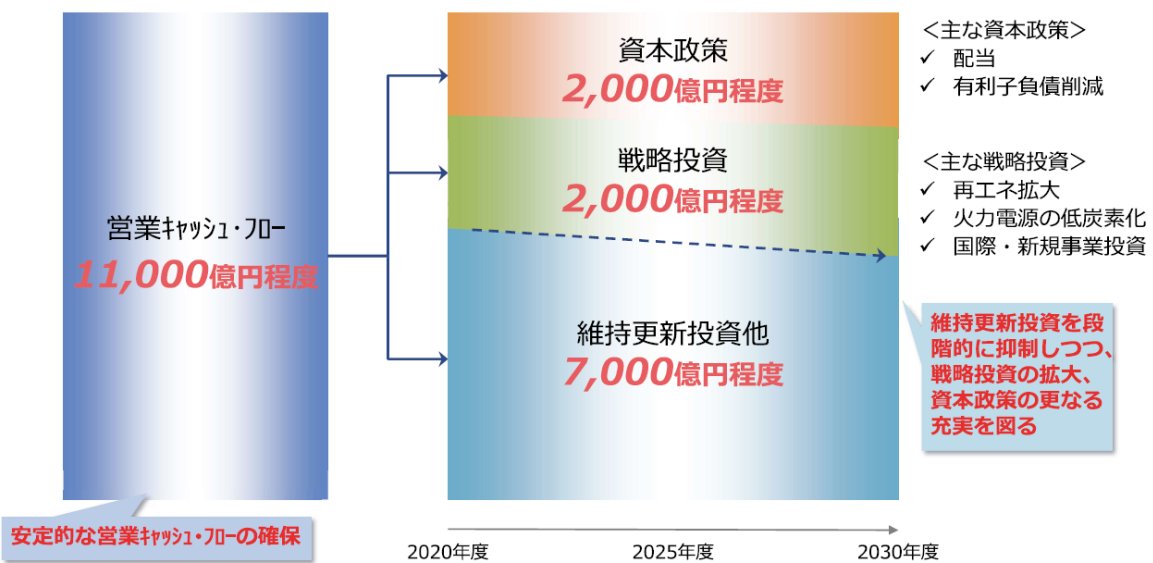 営業ｷｬｯｼｭ・ﾌﾛｰ
11,000億円程度
安定的な営業ｷｬｯｼｭ・ﾌﾛｰの確保
資本政策
2,000億円程度
戦略投資
2,000億円程度
維持更新投資他
7,000億円程度
2020年度
2025年度
2030年度
＜主な資本政策＞
✓ 配当
✓ 有利子負債削減
＜主な戦略投資＞
✓ 再エネ拡大
✓ 火力電源の低炭素化
✓ 国際・新規事業投資
維持更新投資を段
階的に抑制しつつ、
戦略投資の拡大、
資本政策の更なる
充実を図る